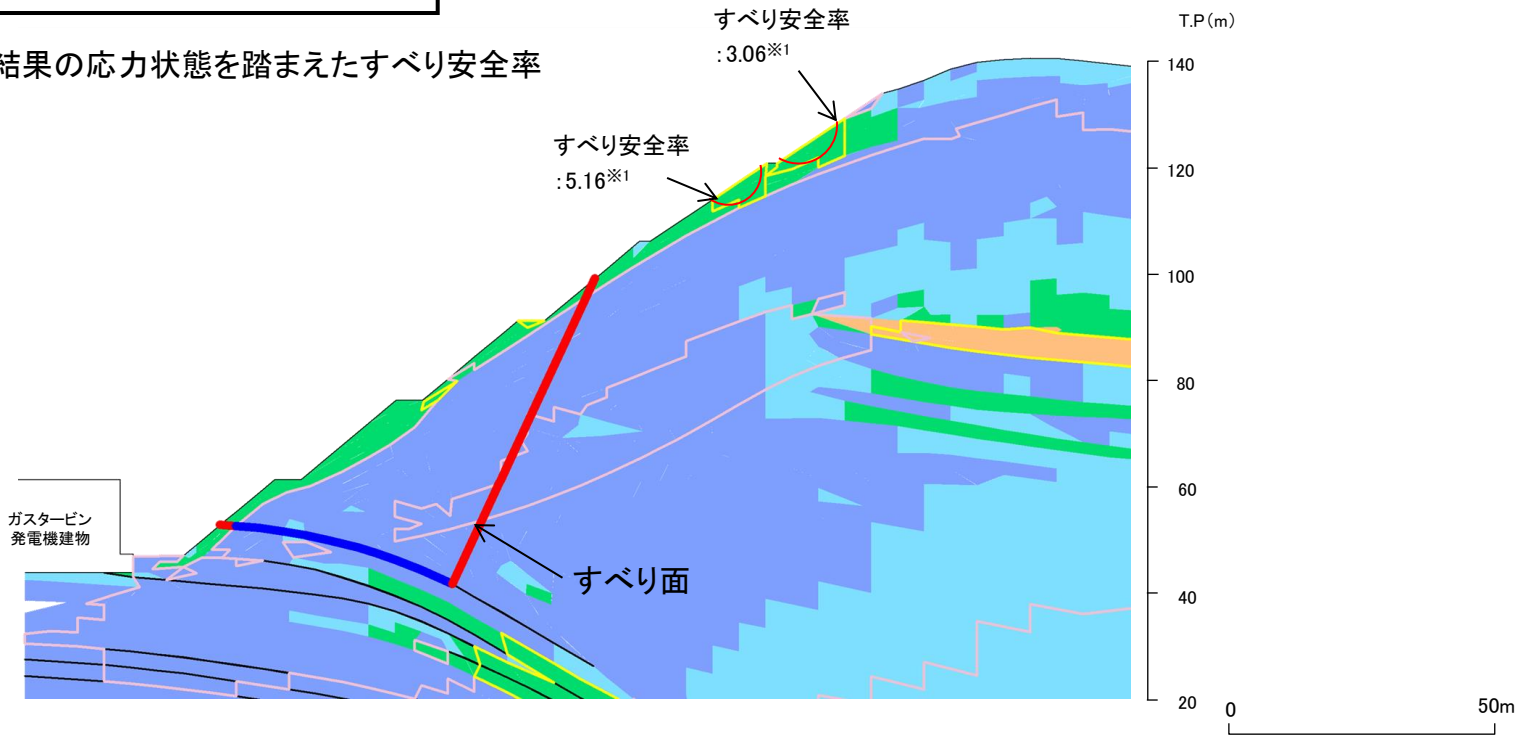 すべり安全率
:3.06※1
T.P(m)
結果の応力状態を踏まえたすべり安全率
140
すべり安全率
:5.16※1
120
100
80
60
ガスタービン
発電機建物
すべり面
40
20
0
50m